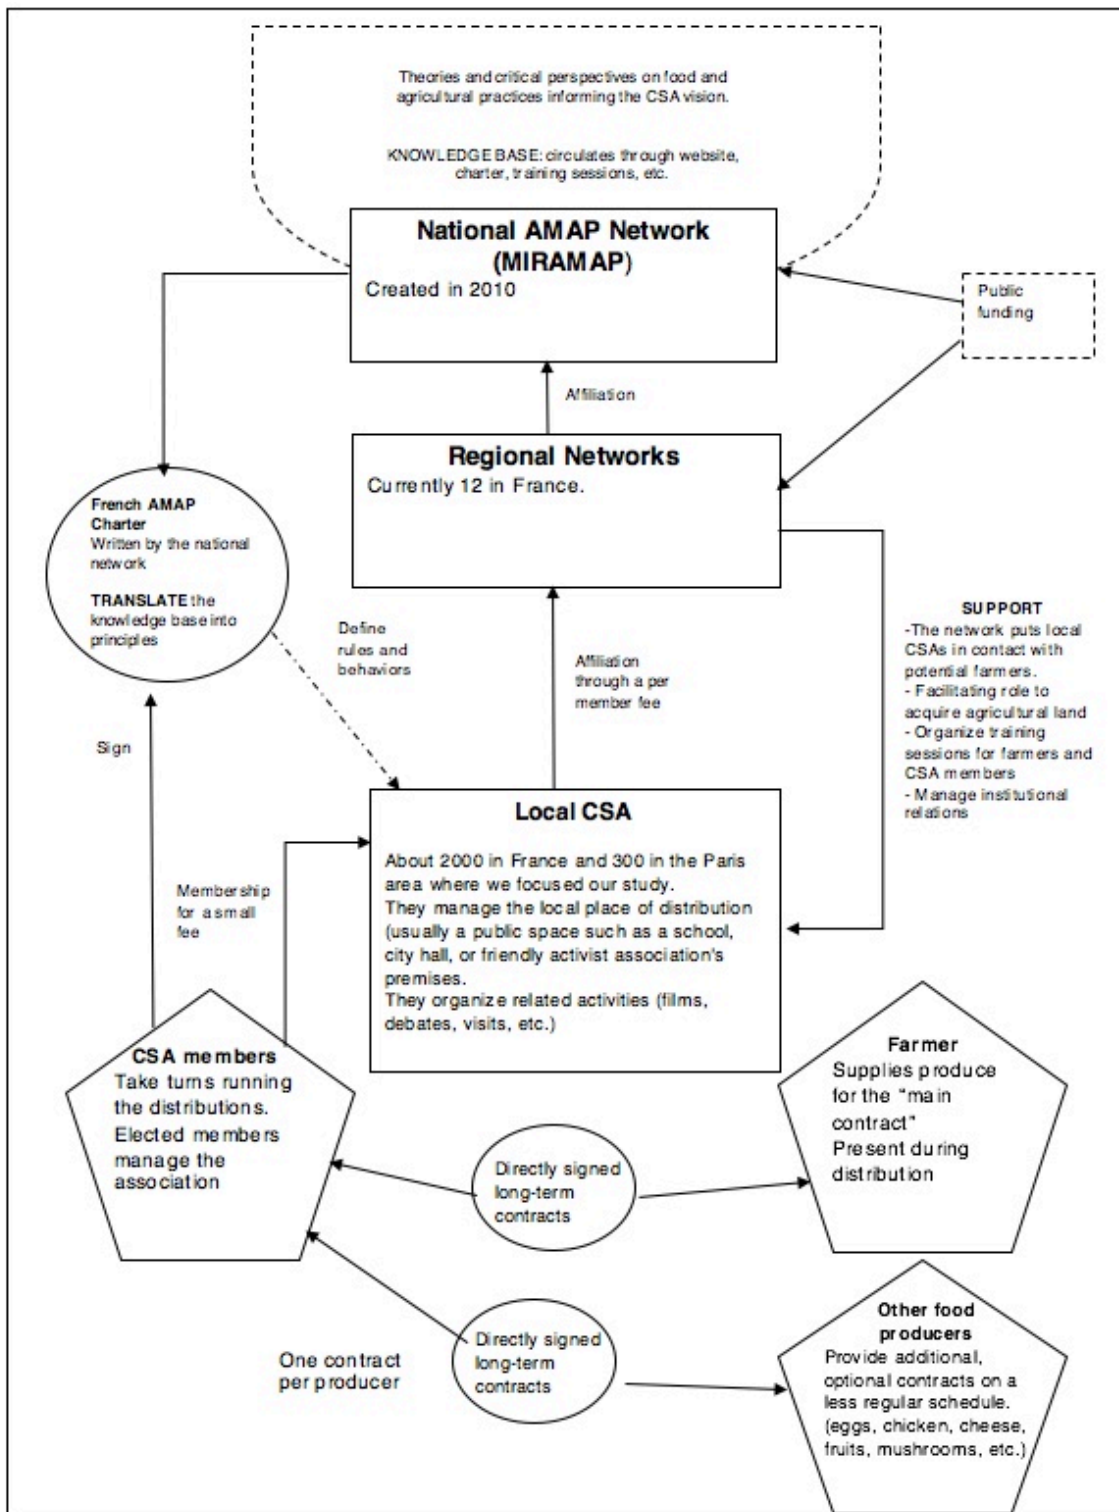 Theories and critical perspectives on food and
agricultural practices informing the CSA vision.
KNOWLEDGE BASE: circulates through website,
charter, training sessions, etc.
National AMAP Network
(MIRAMAP)
Created in 2010
Public
funding
Affiliation
Regional Networks
Currently 12 in France.
French AMAP
Charter
Written by the national
network
TRANSLATE the
knowledge base into
principles
Define
rules and
behaviors
Affiliation
through a per
member fee
SUPPORT
-The network puts local
CSAs in contact with
potential farmers.
- Facilitating role to
acquire agricultural land
- Organize training
sessions for farmers and
CSA members
- Manage institutional
relations
Sign
Membership
for a small
fee
Local CSA
About 2000 in France and 300 in the Paris
area where we focused our study.
They manage the local place of distribution
(usually a public space such as a school,
city hall, or friendly activist association's
premises.
They organize related activities (films,
debates, visits, etc.)
CSA members
Take turns running
the distributions.
Elected members
manage the
association
Directly signed
long-term
contracts
Farmer
Supplies produce
for the “main
contract”
Present during
distribution
One contract
per producer
Directly signed
long-term
contracts
Other food
producers
Provide additional,
optional contracts on a
less regular schedule.
(eggs, chicken, cheese,
fruits, mushrooms, etc.)